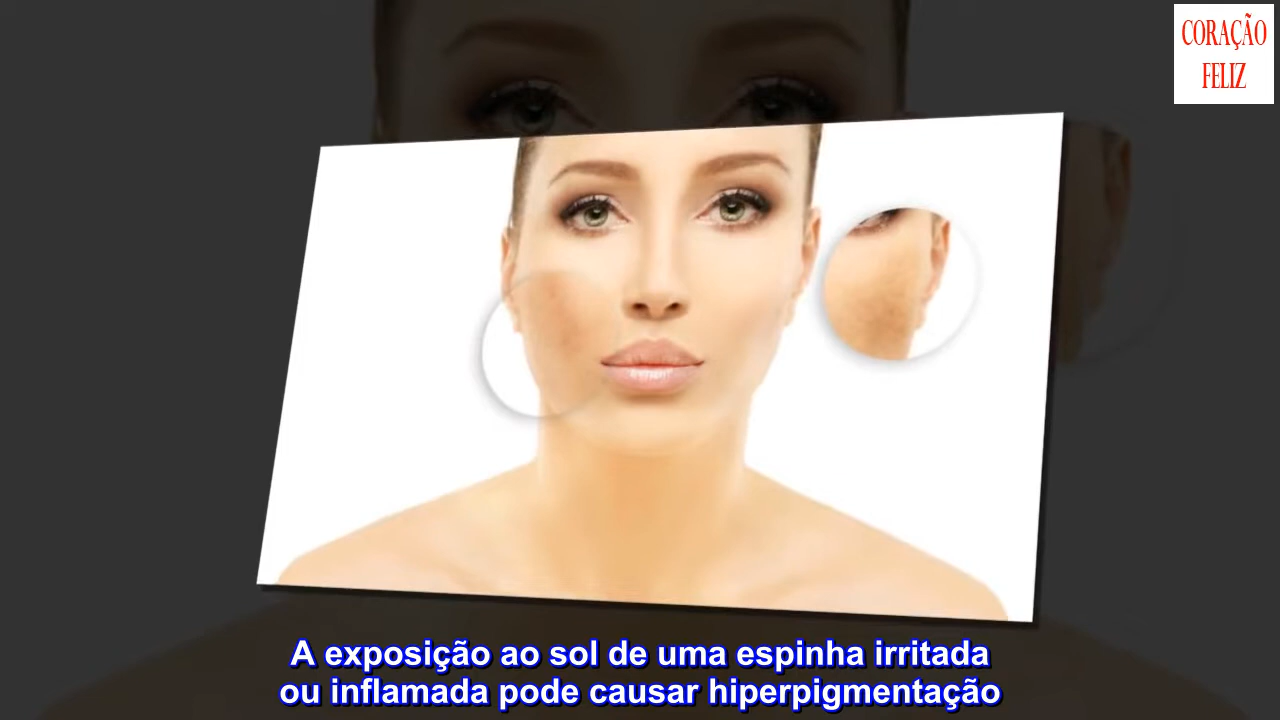 CORAÇÃO
FELIZ
A exposição ao sol de uma espinha irritada
ou inflamada pode causar hiperpigmentação